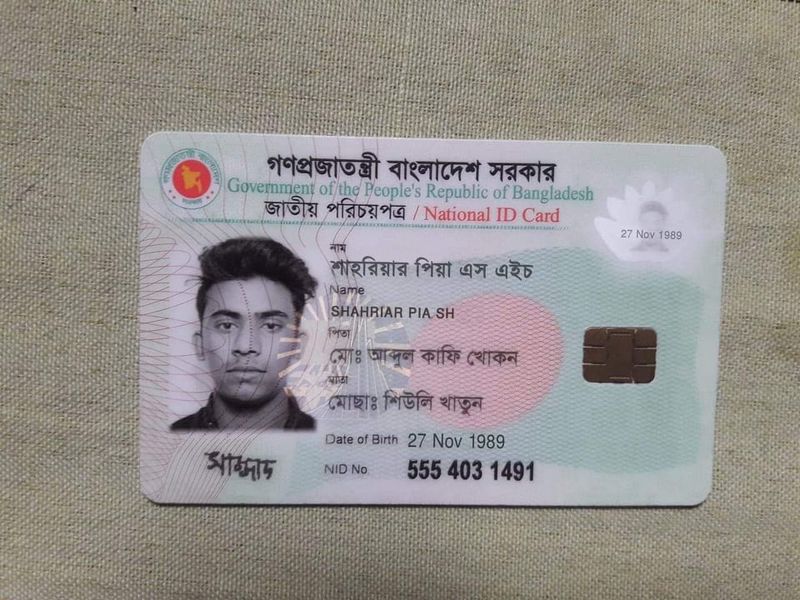 গণপ্রজাতন্ত্রী বাংলাদেশ সরকার
Government of the People's Republic of Bangladesh
জাতীয় পরিচয়পত্র / National ID Card
27 Nov 1989
নাম
শাহরিয়ার পিয়া এস এইচ
Name
SHAHRIAR PIA SH
পিতা
মো: আব্দুল কাফি খোকন
মাতা
মোছা: শিউলি খাতুন
Date of Birth 27 Nov 1989
NID No 555 403 1491